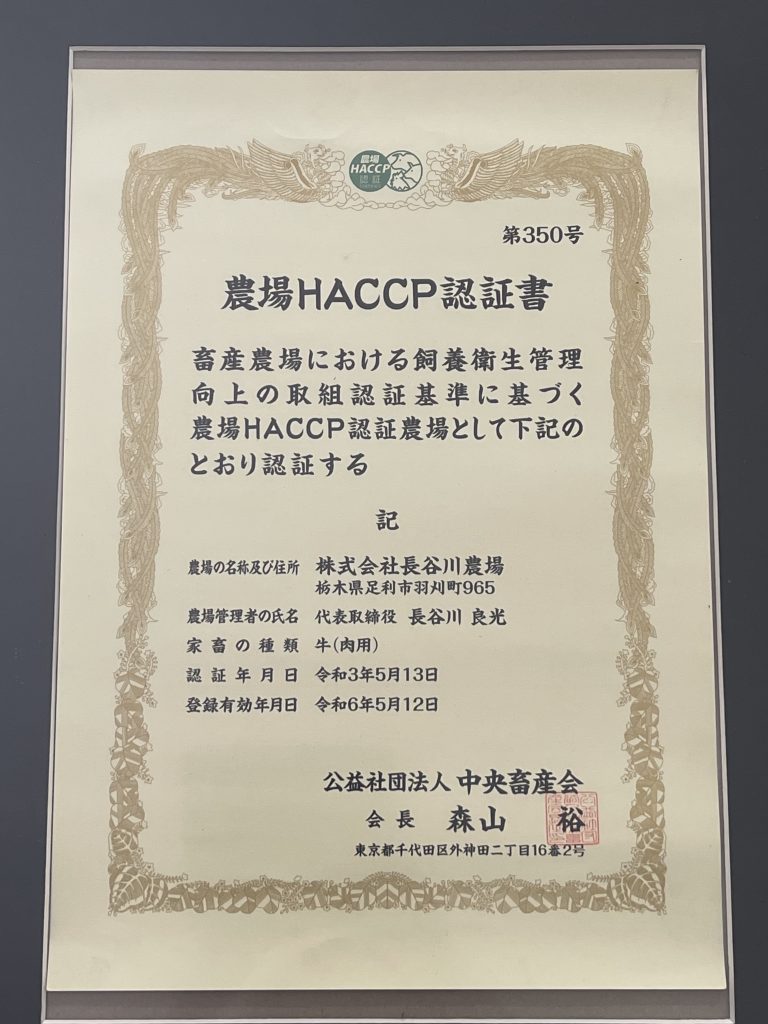 農場
HACCP
認証
第350号
農場HACCP認証書
畜産農場における飼養衛生管理
向上の取組認証基準に基づく
農場HACCP認証農場として下記の
とおり認証する
記
農場の名称及び住所 株式会社長谷川農場
栃木県足利市羽刈町965
農場管理者の氏名 代表取締役 長谷川 良光
家畜の種類 牛(肉用)
認証年月日 令和3年5月13日
登録有効年月日 令和6年5月12日
公益社団法人 中央畜産会
会長 森山 裕
東京都千代田区外神田二丁目16番2号